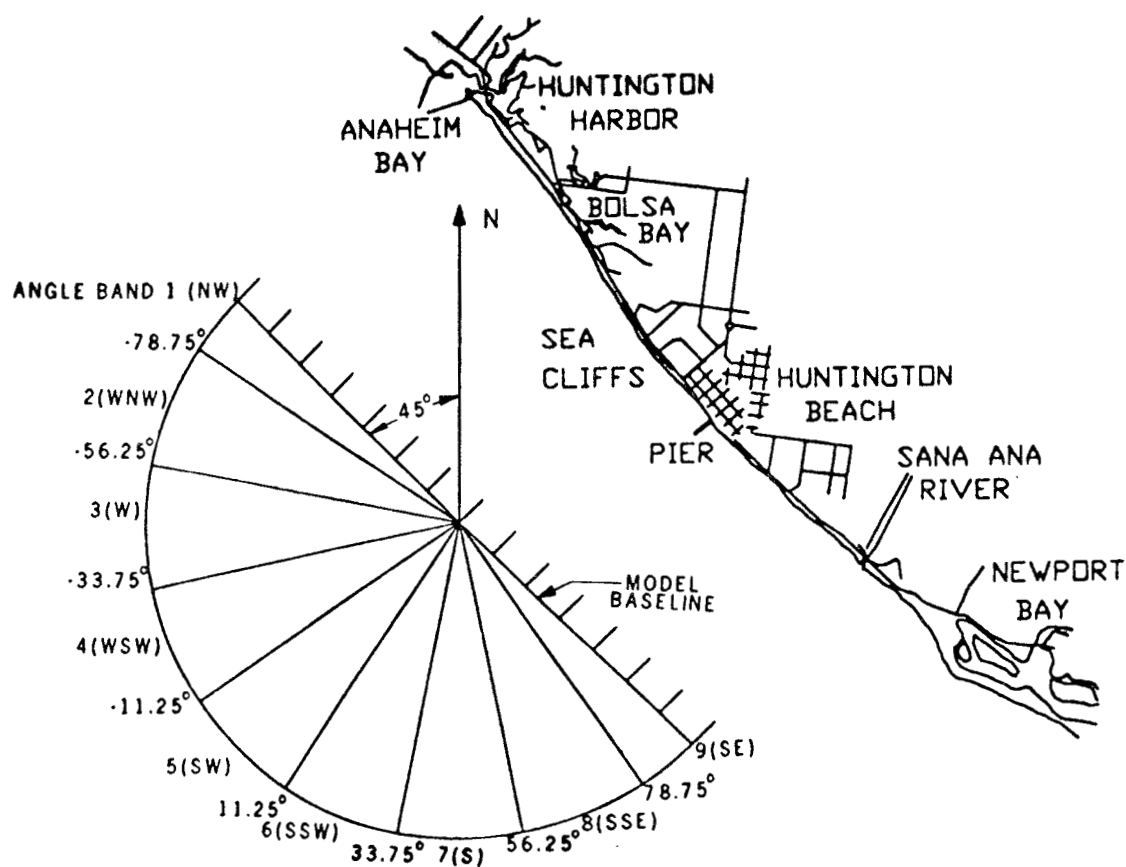 HUNTINGTON
HARBOR
ANAHEIM
BAY
BOLSA
BAY
N
ANGLE BAND 1 (NW)
-78.75°
SEA
CLIFFS
2(WNW)
45°
HUNTINGTON
BEACH
-56.25°
PIER
SANA ANA
RIVER
3(W)
-33.75°
MODEL
BASELINE
NEWPORT
BAY
4(WSW)
-11.25°
9(SE)
5(SW)
78.75°
11.25°
8(SSE)
6(SSW)
56.25°
33.75°
7(S)